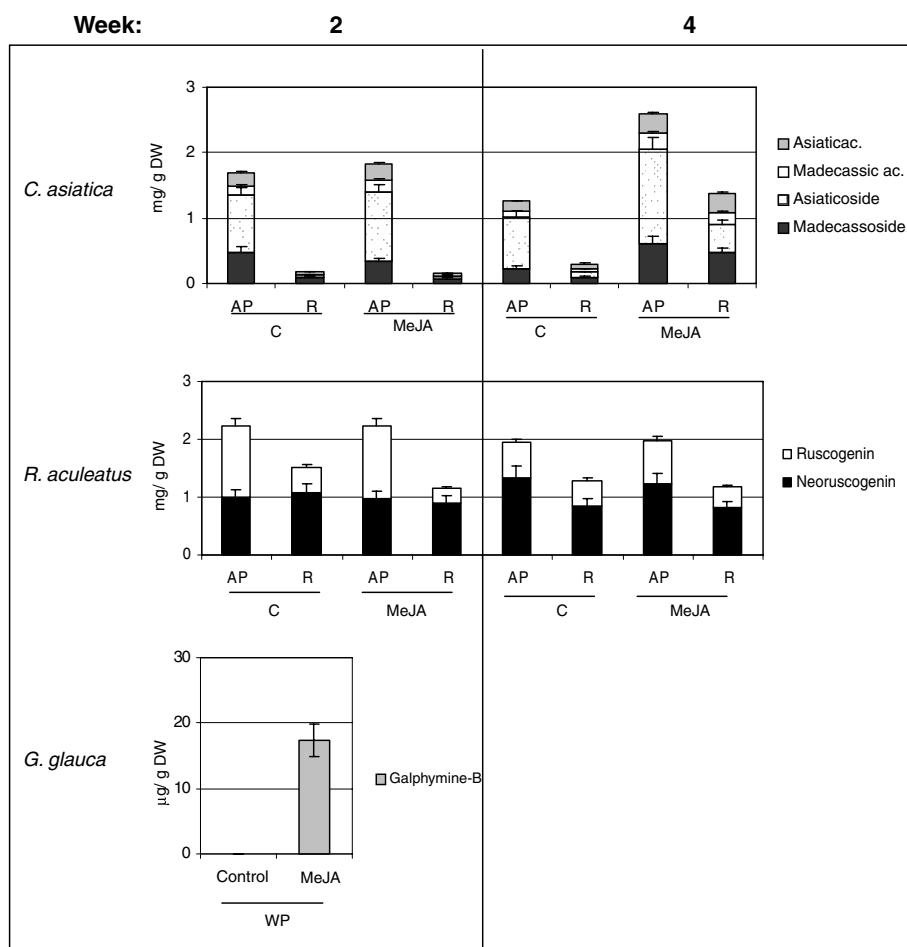 Week: 2 4
C. asiatica
mg/ g DW
3
2
1
0
AP R AP R AP R AP R
C MeJA C MeJA
Asiaticac.
Madecassic ac.
Asiaticoside
Madecassoside
R. aculeatus
mg/ g DW
3
2
1
0
AP R AP R AP R AP R
C MeJA C MeJA
Ruscogenin
Neoruscogenin
G. glauca
µg/ g DW
30
20
10
0
Control MeJA
WP
Galphymine-B